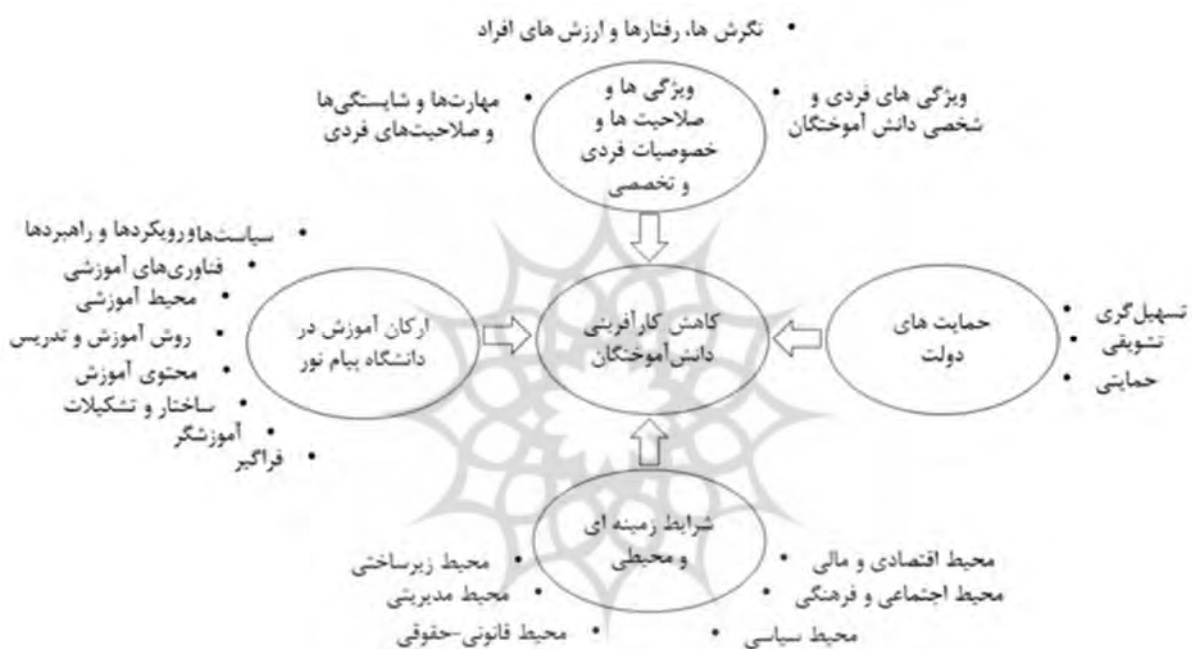 نگرش ها، رفتارها و ارزش های افراد
ویژگی ها و
صلاحیت ها و
خصوصیات فردی
و تخصصی
ویژگی های فردی و
شخصی دانش آموختگان
مهارت‌ها و شایستگی‌ها
و صلاحیت‌های فردی
سیاست‌ها‌ورویکردها و راهبردها
فناوری‌های آموزشی
محیط آموزشی
روش آموزش و تدریس
محتوی آموزش
ساختار و تشکیلات
آموزشگر
فراگیر
ارکان آموزش در
دانشگاه پیام نور
کاهش کارآفرینی
دانش‌آموختگان
حمایت های
دولت
تسهیل‌گری
تشویقی
حمایتی
شرایط زمینه ای
و محیطی
محیط اقتصادی و مالی
محیط اجتماعی و فرهنگی
محیط سیاسی
محیط زیرساختی
محیط مدیریتی
محیط قانونی-حقوقی